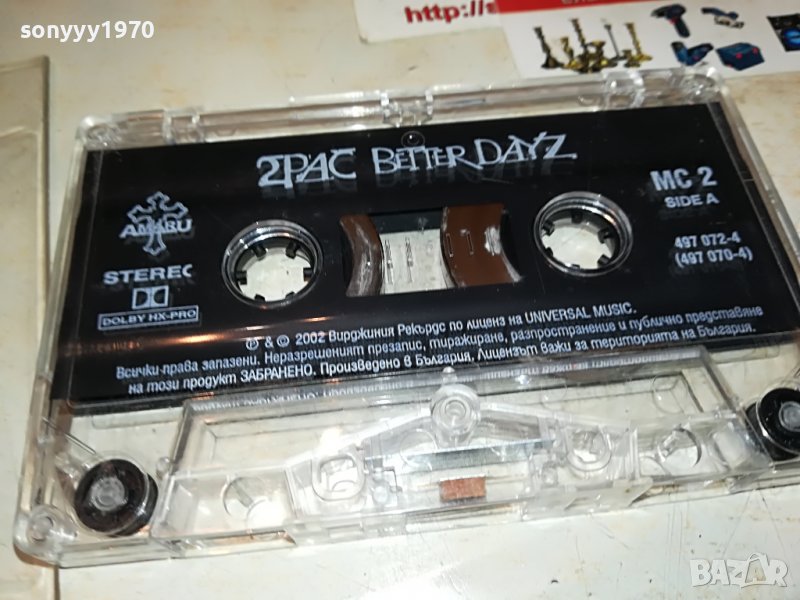 sonyyy1970
http://s
2PAC BETTER DAYZ
AMARU
STEREO
DOLBY HX-PRO
MC 2
SIDE A
497 072-4
(497 070-4)
℗ & © 2002 Вирджиния Рекърдс по лиценз на UNIVERSAL MUSIC.
Всички права запазени. Неразрешеният презапис, тиражиране, разпространение и публично представяне
на този продукт ЗАБРАНЕНО. Произведено в България. Лицензът важи за територията на България.
BAZAR